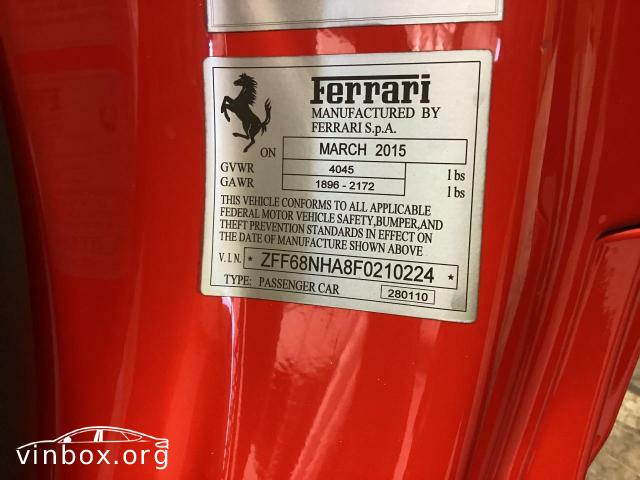 Ferrari
MANUFACTURED BY
FERRARI S.p.A.
ON MARCH 2015
GVWR 4045 lbs
GAWR 1896 - 2172 lbs
THIS VEHICLE CONFORMS TO ALL APPLICABLE
FEDERAL MOTOR VEHICLE SAFETY,BUMPER,AND
THEFT PREVENTION STANDARDS IN EFFECT ON
THE DATE OF MANUFACTURE SHOWN ABOVE
V.I.N. * ZFF68NHA8F0210224 *
TYPE: PASSENGER CAR 280110
vinbox.org